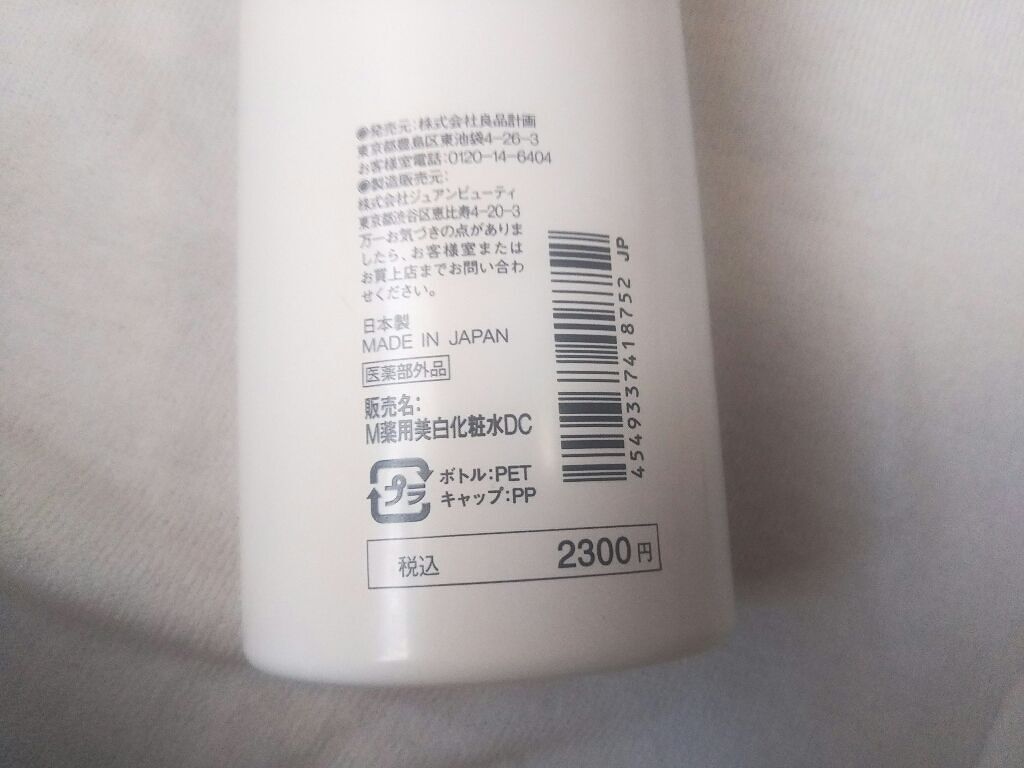 ●発売元:株式会社良品計画
東京都豊島区東池袋4-26-3
お客様室電話:0120-14-6404
●製造販売元:
株式会社ジュアンビューティ
東京都渋谷区恵比寿4-20-3
万一お気づきの点がありま
したら、お客様室または
お買上店までお問い合わ
せください。
日本製
MADE IN JAPAN
医薬部外品
販売名:
M薬用美白化粧水DC
プラ
ボトル:PET
キャップ:PP
税込 2300円
4549337418752 JP